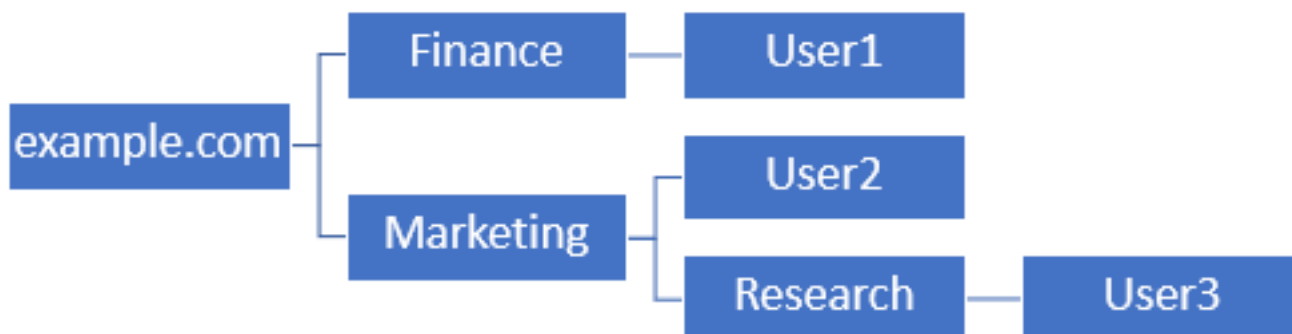 example.com
Finance
User1
Marketing
User2
Research
User3